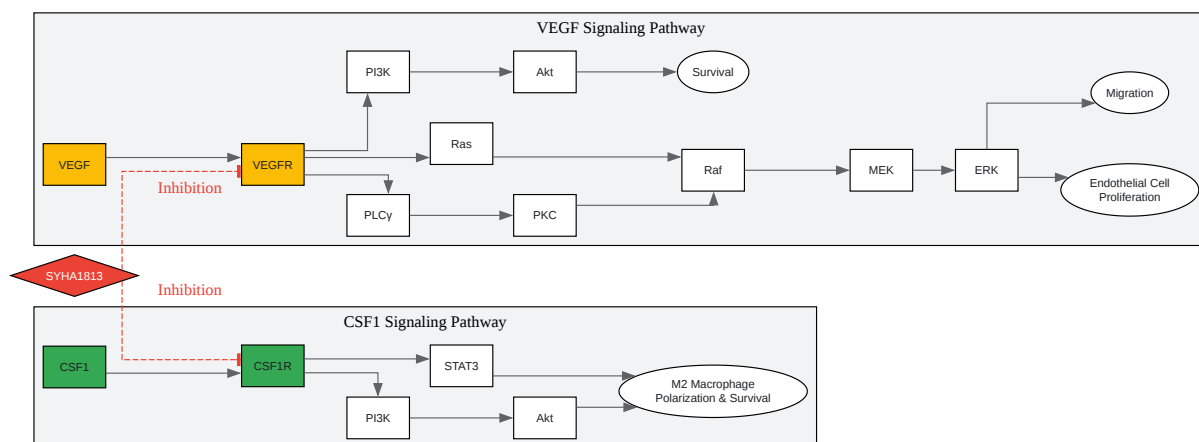 VEGF Signaling Pathway
PI3K
Akt
Survival
Migration
VEGF
VEGFR
Ras
Raf
MEK
ERK
Inhibition
Endothelial Cell
Proliferation
PLCγ
PKC
SYHA1813
Inhibition
CSF1 Signaling Pathway
CSF1
CSF1R
STAT3
M2 Macrophage
Polarization & Survival
PI3K
Akt